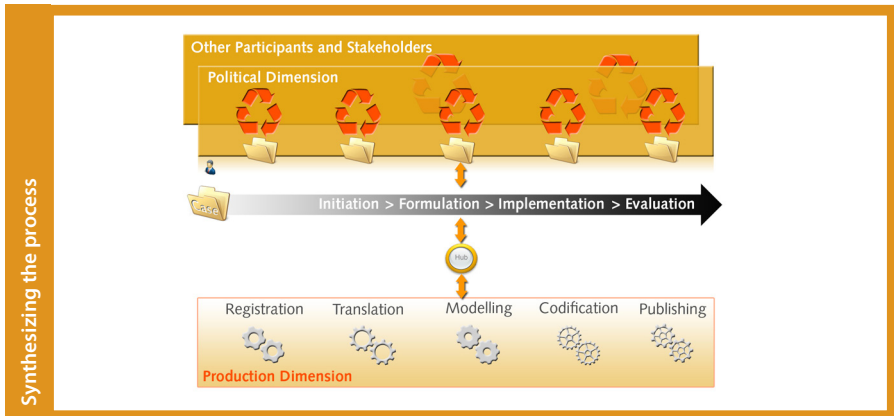 Synthesizing the process
Other Participants and Stakeholders
Political Dimension
Case
Initiation > Formulation > Implementation > Evaluation
Hub
Registration Translation Modelling Codification Publishing
Production Dimension